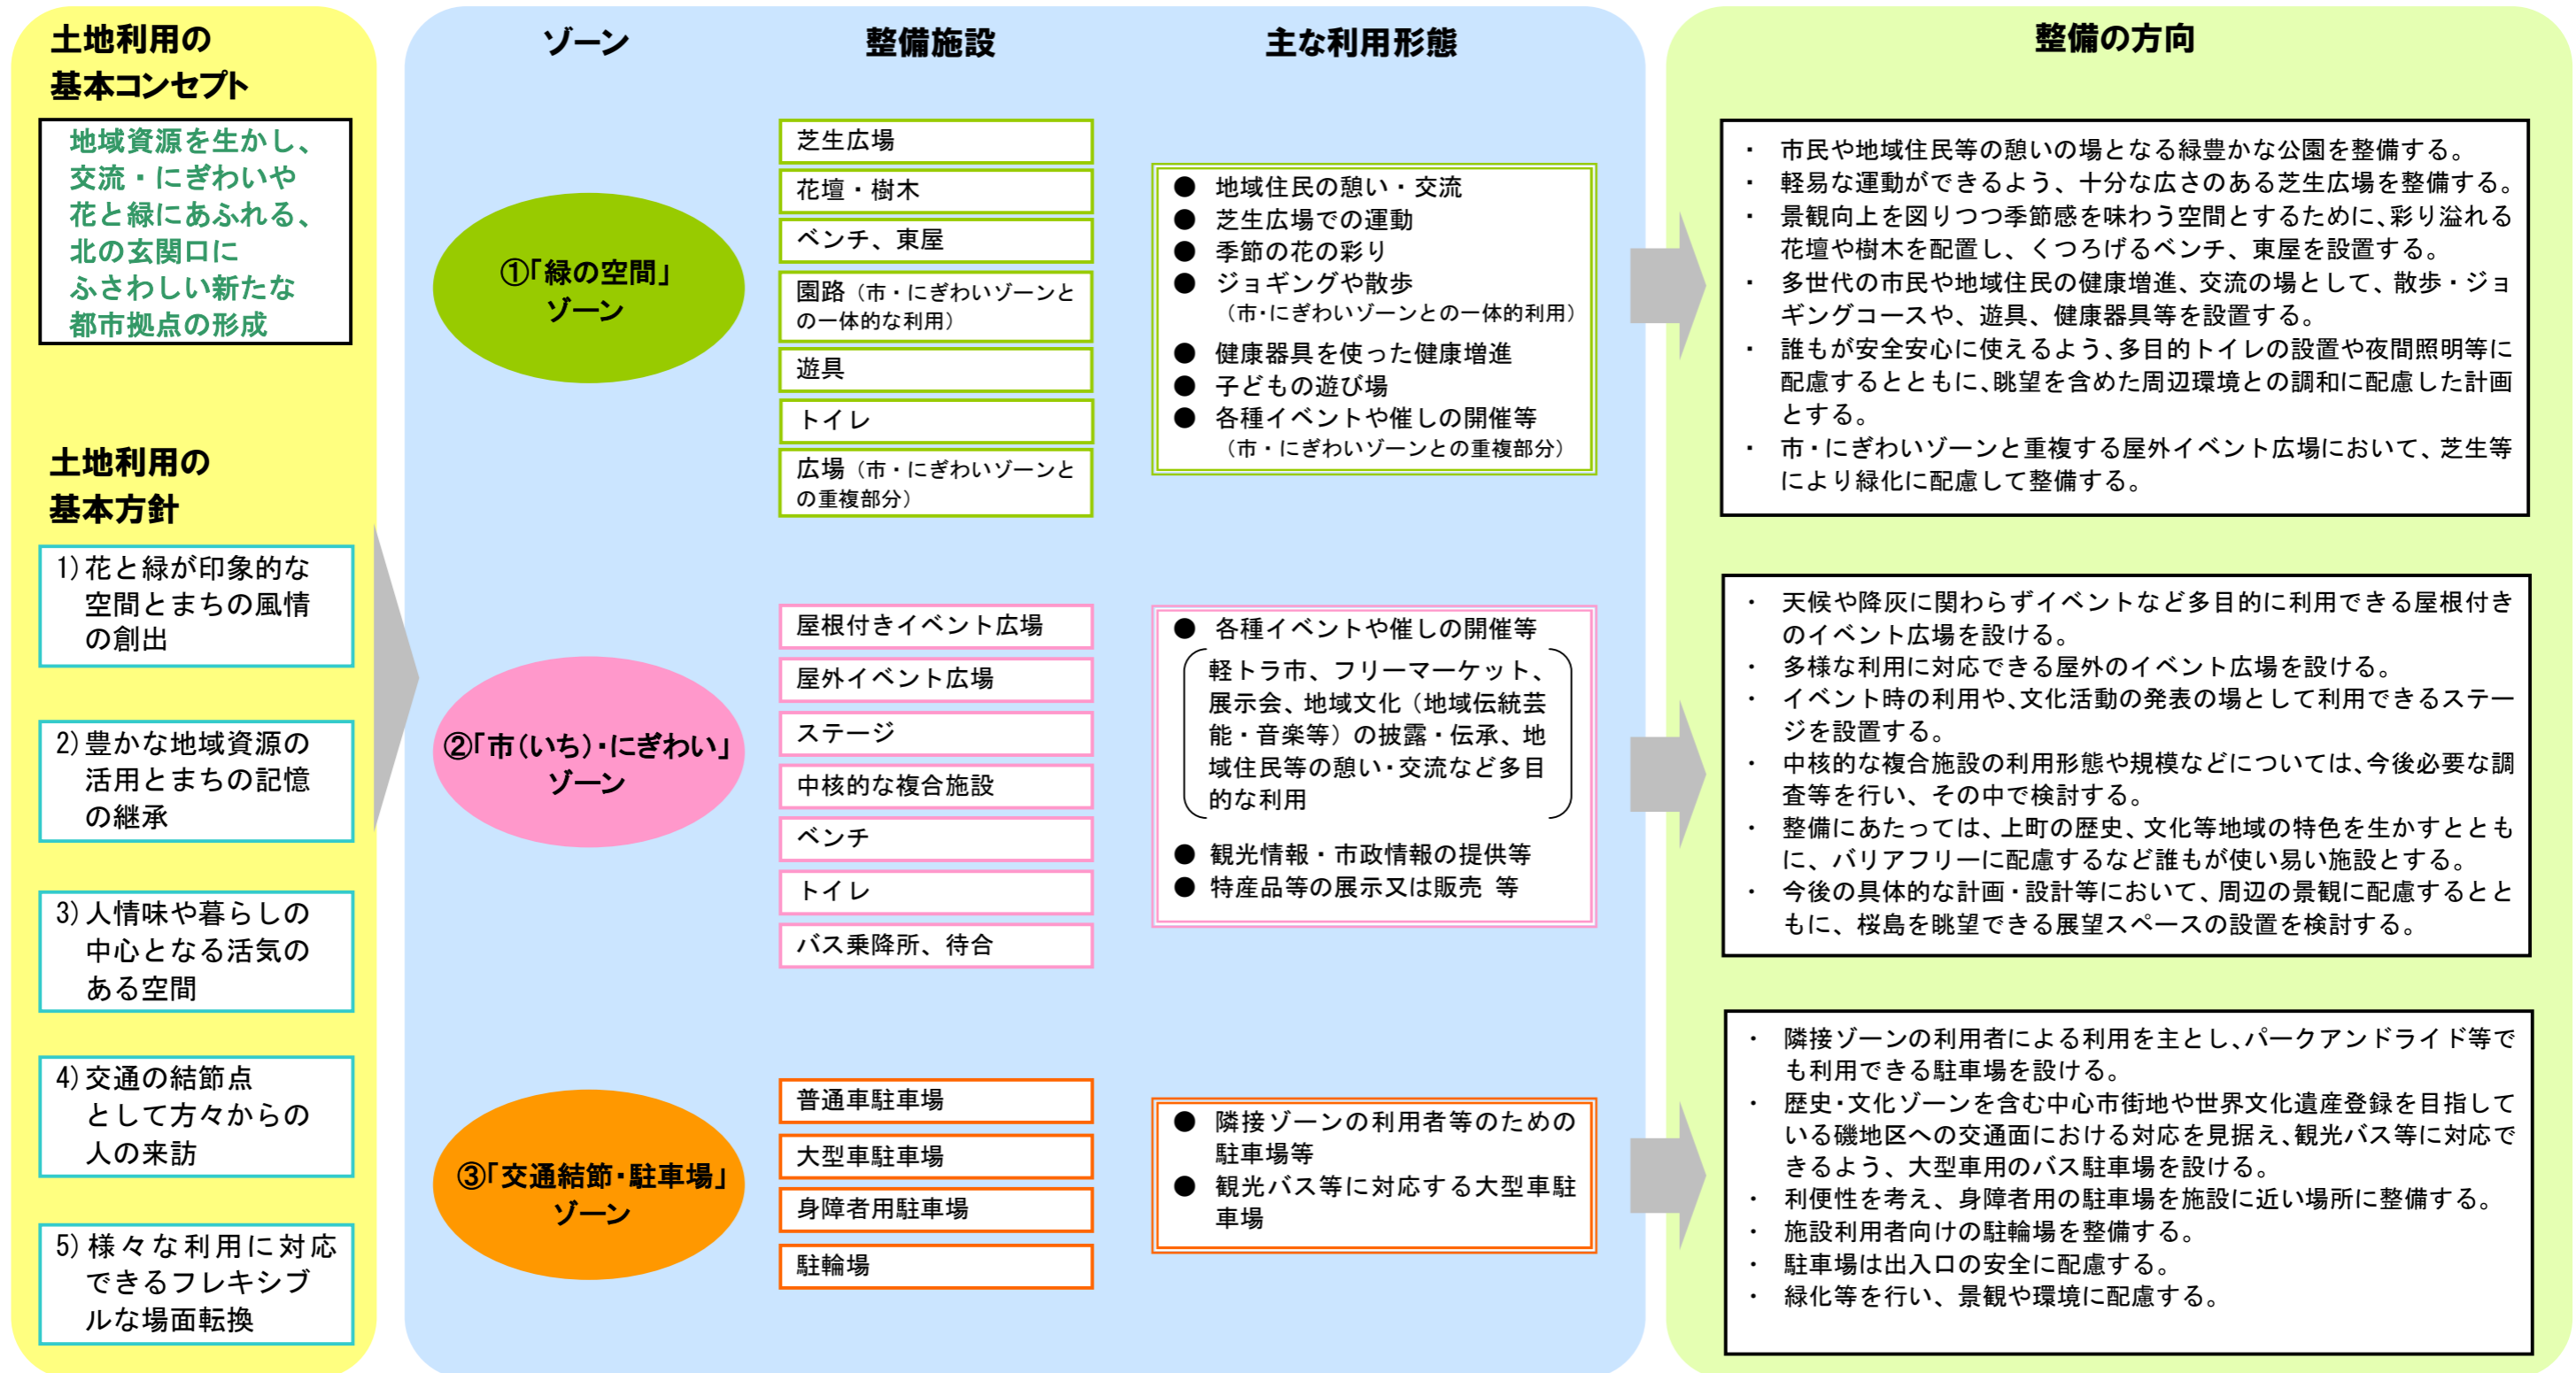 土地利用の
基本コンセプト
地域資源を生かし、
交流・にぎわいや
花と緑にあふれる、
北の玄関口に
ふさわしい新たな
都市拠点の形成
土地利用の
基本方針
1)花と緑が印象的な
空間とまちの風情
の創出
2)豊かな地域資源の
活用とまちの記憶
の継承
3)人情味や暮らしの
中心となる活気の
ある空間
4)交通の結節点
として方々からの
人の来訪
5)様々な利用に対応
できるフレキシブ
ルな場面転換
ゾーン
整備施設
主な利用形態
整備の方向
①「緑の空間」
ゾーン
芝生広場
花壇・樹木
ベンチ、東屋
園路（市・にぎわいゾーンと
の一体的な利用）
遊具
トイレ
広場（市・にぎわいゾーンと
の重複部分）
● 地域住民の憩い・交流
● 芝生広場での運動
● 季節の花の彩り
● ジョギングや散歩
（市・にぎわいゾーンとの一体的利用）
● 健康器具を使った健康増進
● 子どもの遊び場
● 各種イベントや催しの開催等
（市・にぎわいゾーンとの重複部分）
・ 市民や地域住民等の憩いの場となる緑豊かな公園を整備する。
・ 軽易な運動ができるよう、十分な広さのある芝生広場を整備する。
・ 景観向上を図りつつ季節感を味わう空間とするために、彩り溢れる
花壇や樹木を配置し、くつろげるベンチ、東屋を設置する。
・ 多世代の市民や地域住民の健康増進、交流の場として、散歩・ジョ
ギングコースや、遊具、健康器具等を設置する。
・ 誰もが安全安心に使えるよう、多目的トイレの設置や夜間照明等に
配慮するとともに、眺望を含めた周辺環境との調和に配慮した計画
とする。
・ 市・にぎわいゾーンと重複する屋外イベント広場において、芝生等
により緑化に配慮して整備する。
②「市(いち)・にぎわい」
ゾーン
屋根付きイベント広場
屋外イベント広場
ステージ
中核的な複合施設
ベンチ
トイレ
バス乗降所、待合
● 各種イベントや催しの開催等
軽トラ市、フリーマーケット、
展示会、地域文化（地域伝統芸
能・音楽等）の披露・伝承、地
域住民等の憩い・交流など多目
的な利用
● 観光情報・市政情報の提供等
● 特産品等の展示又は販売 等
・ 天候や降灰に関わらずイベントなど多目的に利用できる屋根付き
のイベント広場を設ける。
・ 多様な利用に対応できる屋外のイベント広場を設ける。
・ イベント時の利用や、文化活動の発表の場として利用できるステー
ジを設置する。
・ 中核的な複合施設の利用形態や規模などについては、今後必要な調
査等を行い、その中で検討する。
・ 整備にあたっては、上町の歴史、文化等地域の特色を生かすととも
に、バリアフリーに配慮するなど誰もが使い易い施設とする。
・ 今後の具体的な計画・設計等において、周辺の景観に配慮するとと
もに、桜島を眺望できる展望スペースの設置を検討する。
③「交通結節・駐車場」
ゾーン
普通車駐車場
大型車駐車場
身障者用駐車場
駐輪場
● 隣接ゾーンの利用者等のための
駐車場等
● 観光バス等に対応する大型車駐
車場
・ 隣接ゾーンの利用者による利用を主とし、パークアンドライド等で
も利用できる駐車場を設ける。
・ 歴史・文化ゾーンを含む中心市街地や世界文化遺産登録を目指して
いる磯地区への交通面における対応を見据え、観光バス等に対応で
きるよう、大型車用のバス駐車場を設ける。
・ 利便性を考え、身障者用の駐車場を施設に近い場所に整備する。
・ 施設利用者向けの駐輪場を整備する。
・ 駐車場は出入口の安全に配慮する。
・ 緑化等を行い、景観や環境に配慮する。